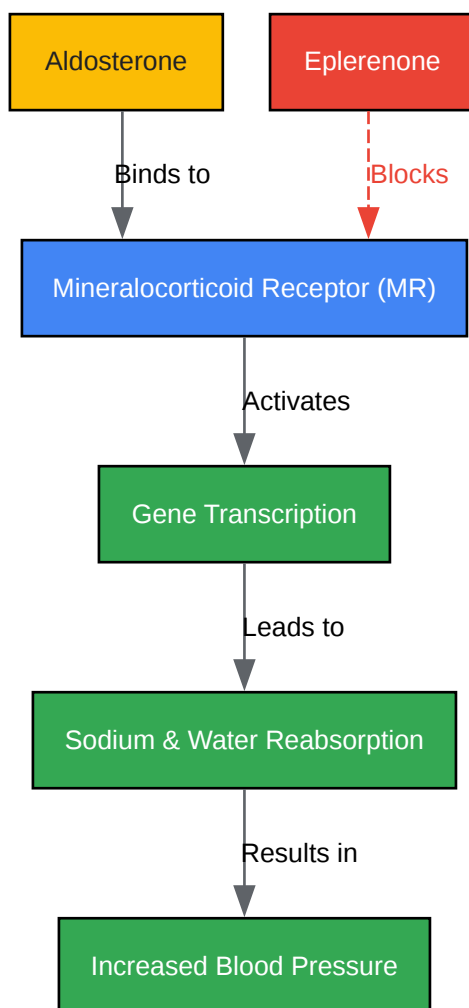 Aldosterone
Eplerenone
Binds to
Blocks
Mineralocorticoid Receptor (MR)
Activates
Gene Transcription
Leads to
Sodium & Water Reabsorption
Results in
Increased Blood Pressure